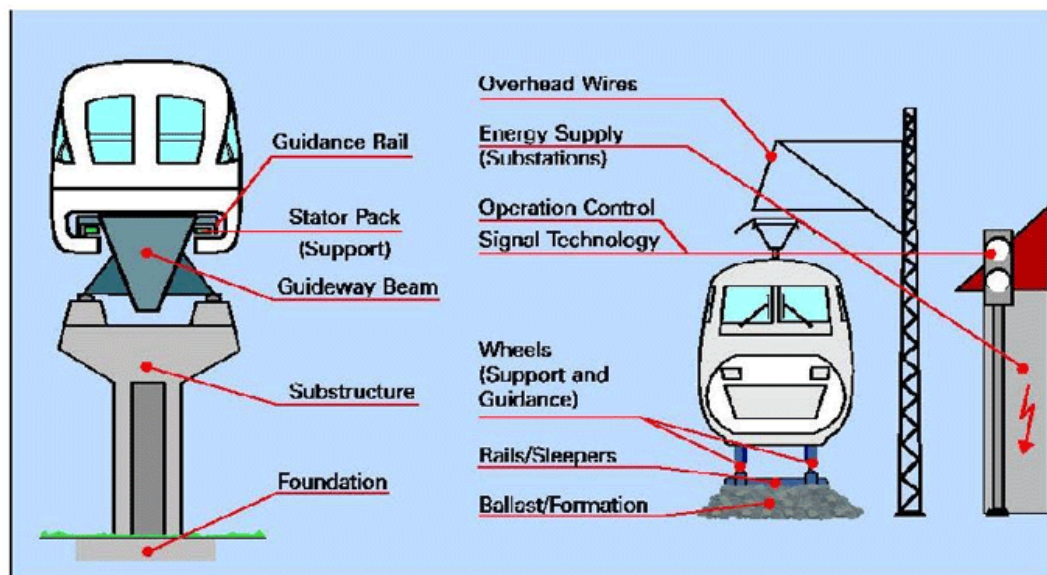 Guidance Rail
Stator Pack
(Support)
Guideway Beam
Substructure
Foundation
Overhead Wires
Energy Supply
(Substations)
Operation Control
Signal Technology
Wheels
(Support and
Guidance)
Rails/Sleepers
Ballast/Formation